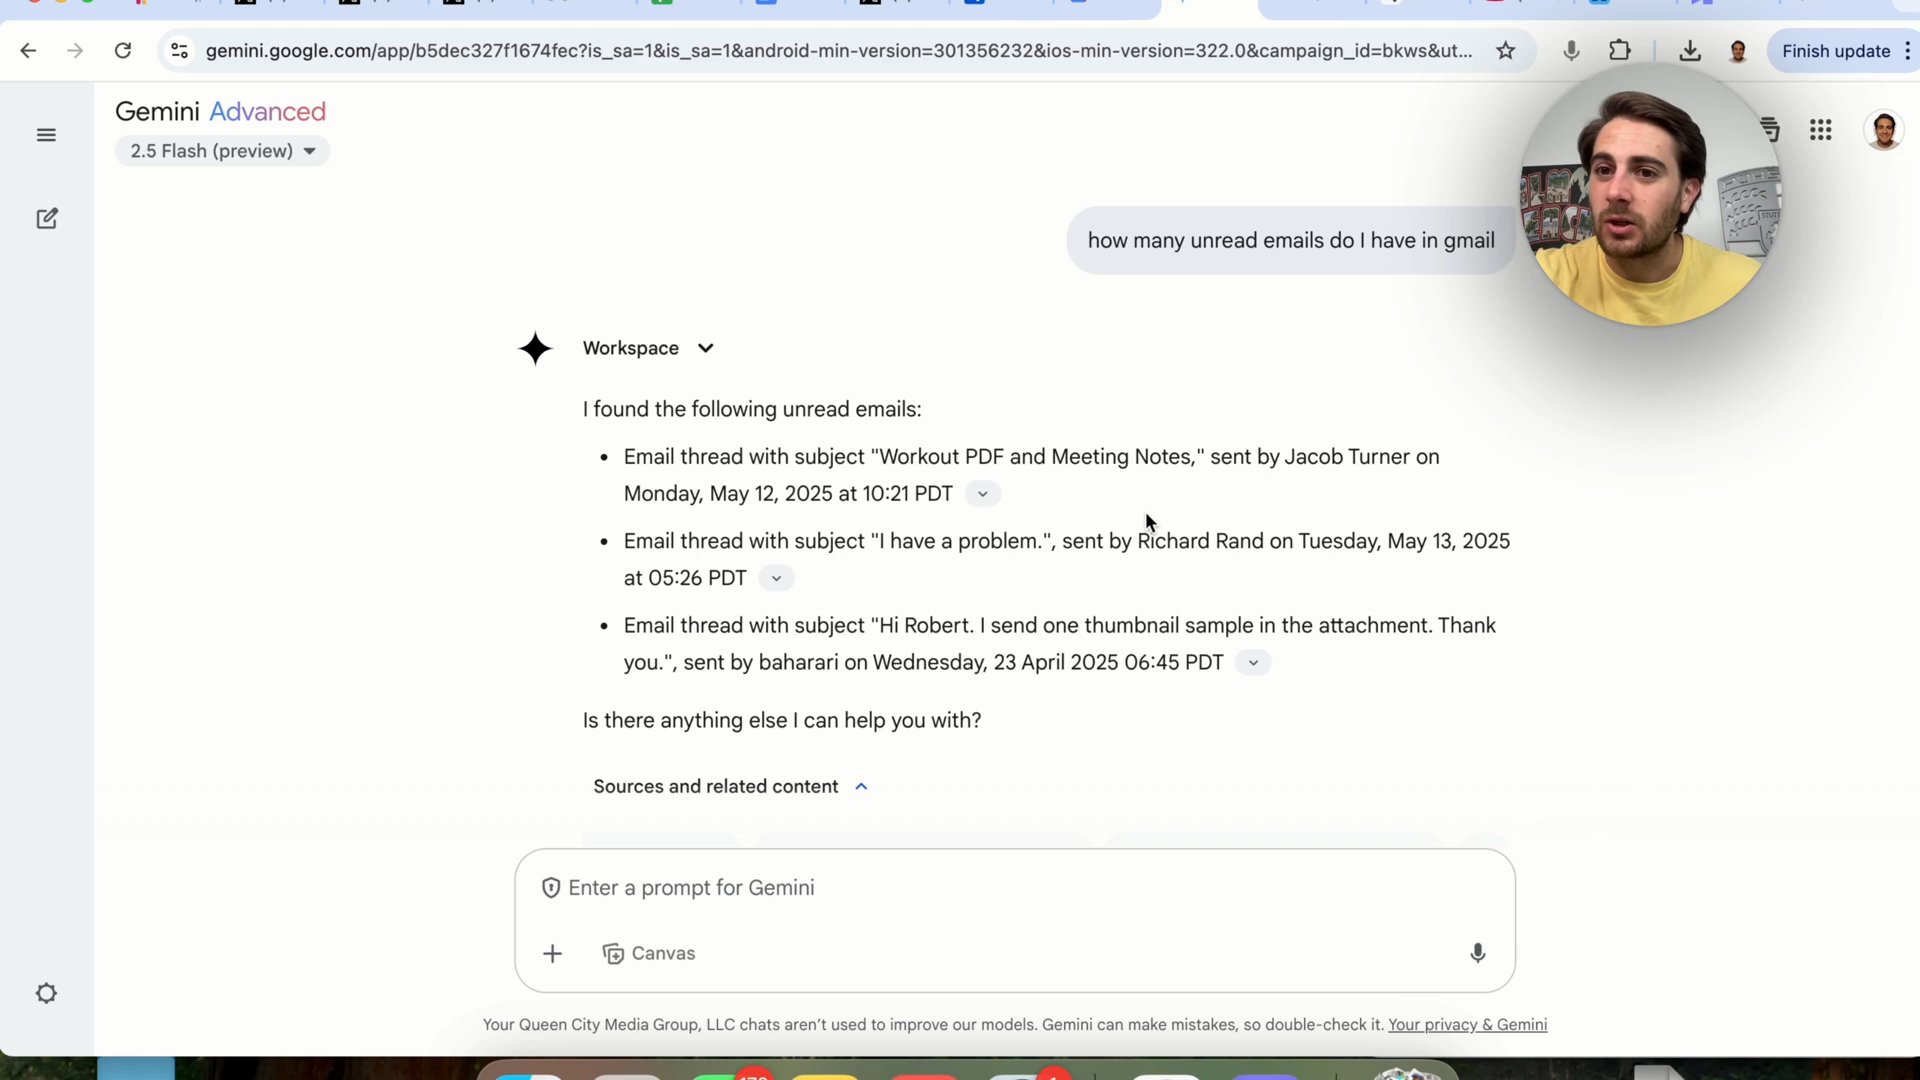 gemini.google.com/app/b5dec327f1674fec?is_sa=1&is_sa=1&android-min-version=301356232&ios-min-version=322.0&campaign_id=bkws&ut...
Finish update
Gemini Advanced
2.5 Flash (preview)
how many unread emails do I have in gmail
Workspace
I found the following unread emails:
• Email thread with subject "Workout PDF and Meeting Notes," sent by Jacob Turner on
Monday, May 12, 2025 at 10:21 PDT
• Email thread with subject "I have a problem.", sent by Richard Rand on Tuesday, May 13, 2025
at 05:26 PDT
• Email thread with subject "Hi Robert. I send one thumbnail sample in the attachment. Thank
you.", sent by baharari on Wednesday, 23 April 2025 06:45 PDT
Is there anything else I can help you with?
Sources and related content
Enter a prompt for Gemini
Canvas
Your Queen City Media Group, LLC chats aren't used to improve our models. Gemini can make mistakes, so double-check it. Your privacy & Gemini